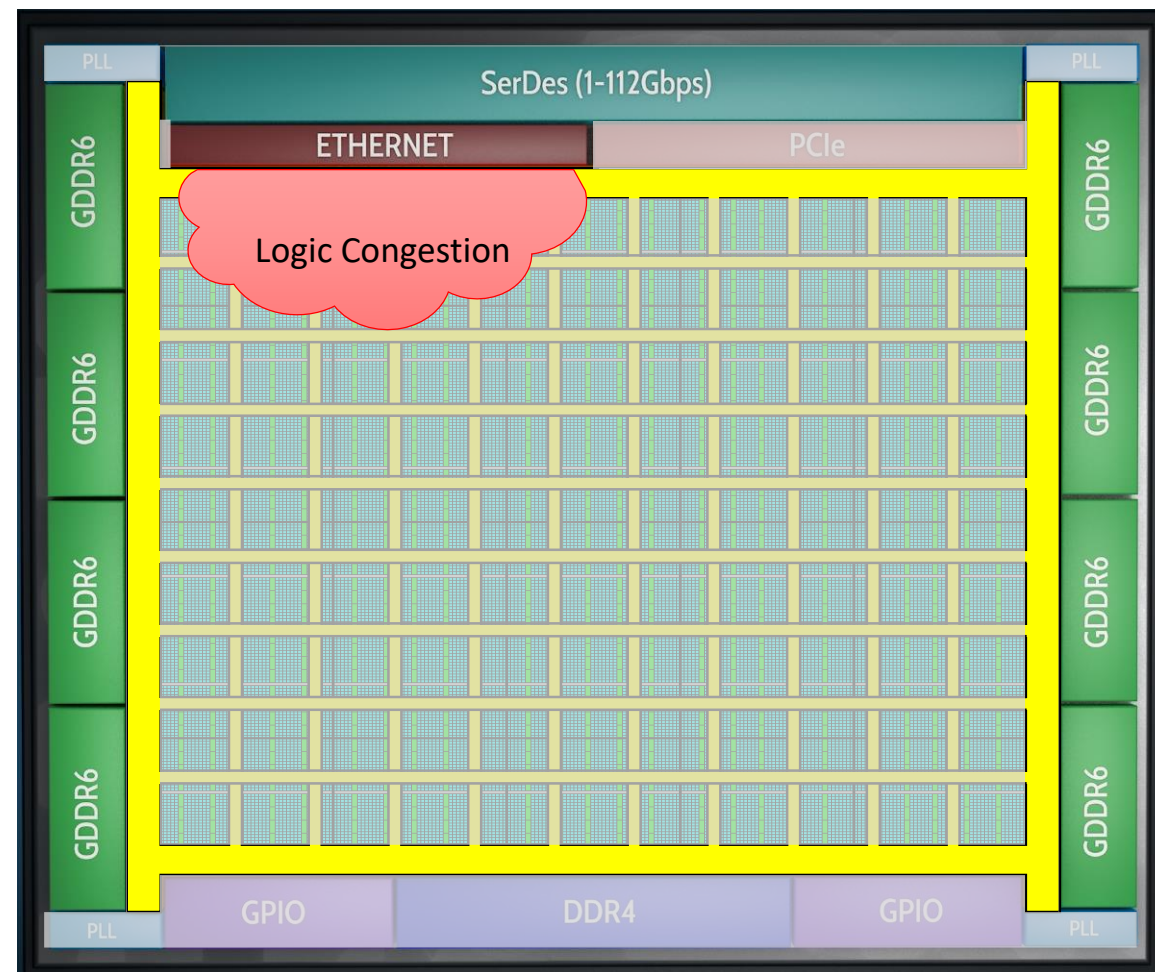 PLL
SerDes (1-112Gbps)
PLL
ETHERNET
PCIe
GDDR6
GDDR6
Logic Congestion
GDDR6
GDDR6
GDDR6
GDDR6
GDDR6
GDDR6
PLL
GPIO
DDR4
GPIO
PLL